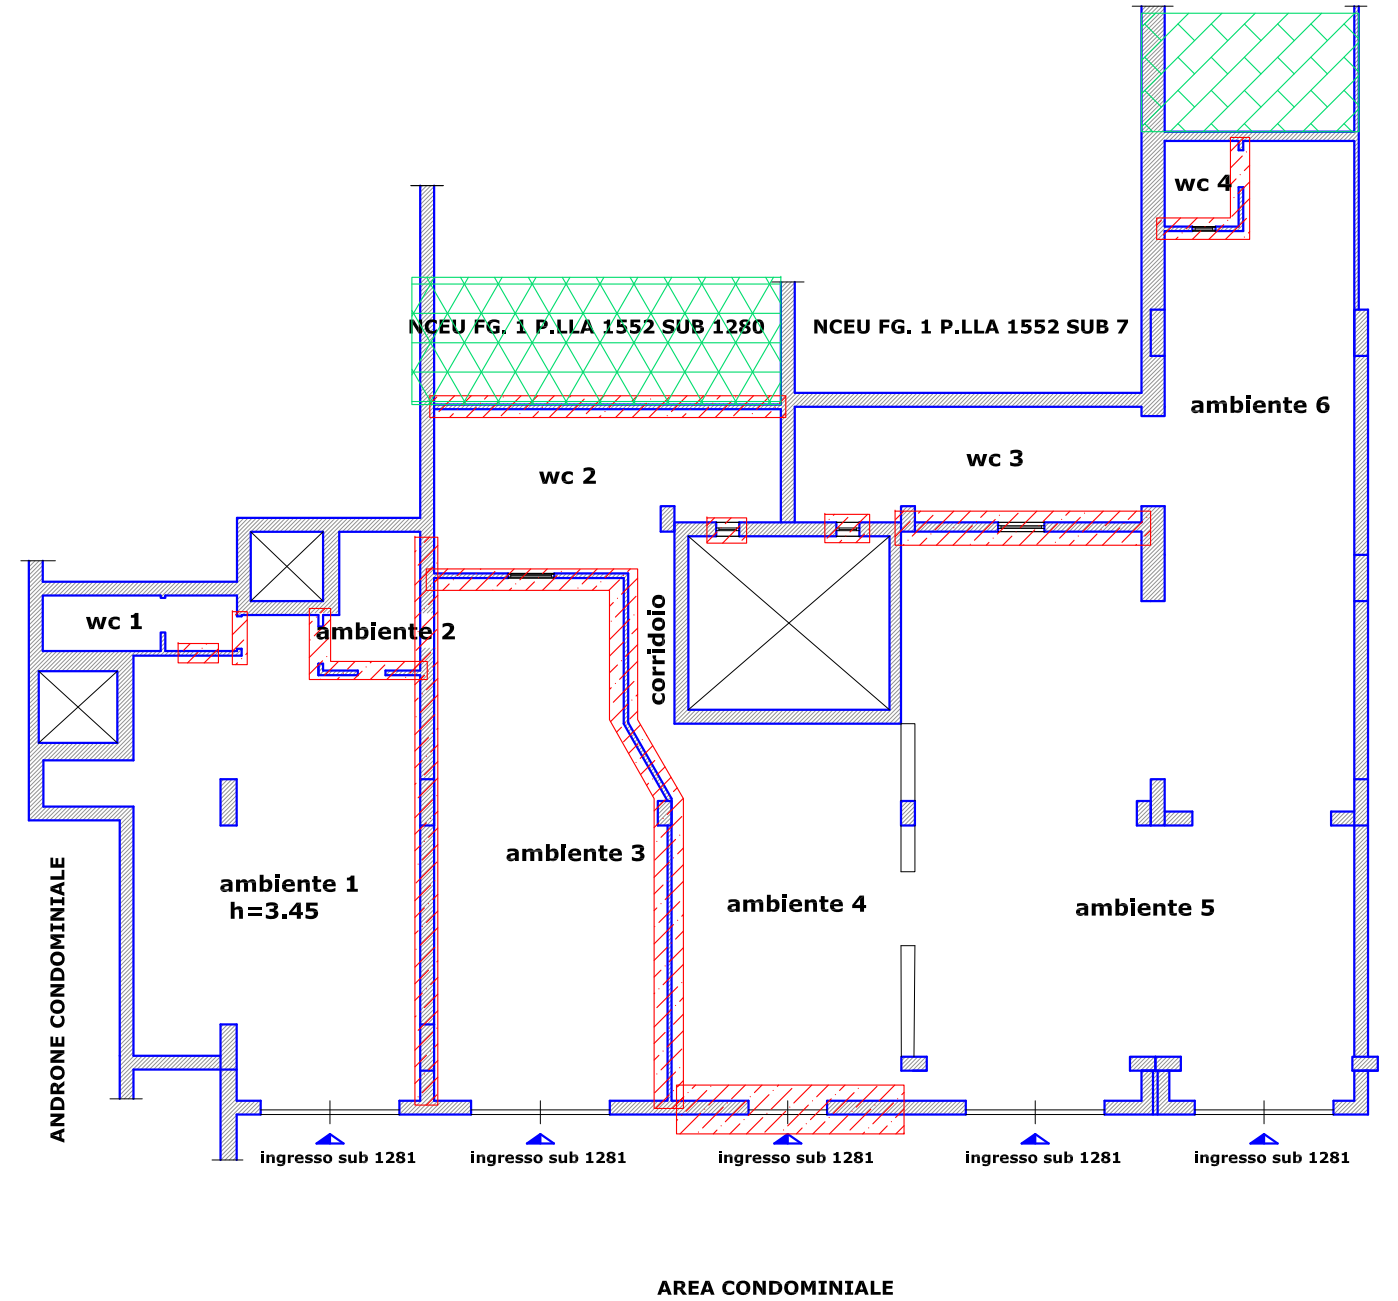 wc 4
NCEU FG. 1 P.LLA 1552 SUB 1280
NCEU FG. 1 P.LLA 1552 SUB 7
ambiente 6
wc 3
wc 2
wc 1
ambiente 2
corridoio
ambiente 3
ambiente 1
h=3.45
ambiente 4
ambiente 5
ANDRONE CONDOMINIALE
ingresso sub 1281
ingresso sub 1281
ingresso sub 1281
ingresso sub 1281
ingresso sub 1281
AREA CONDOMINIALE